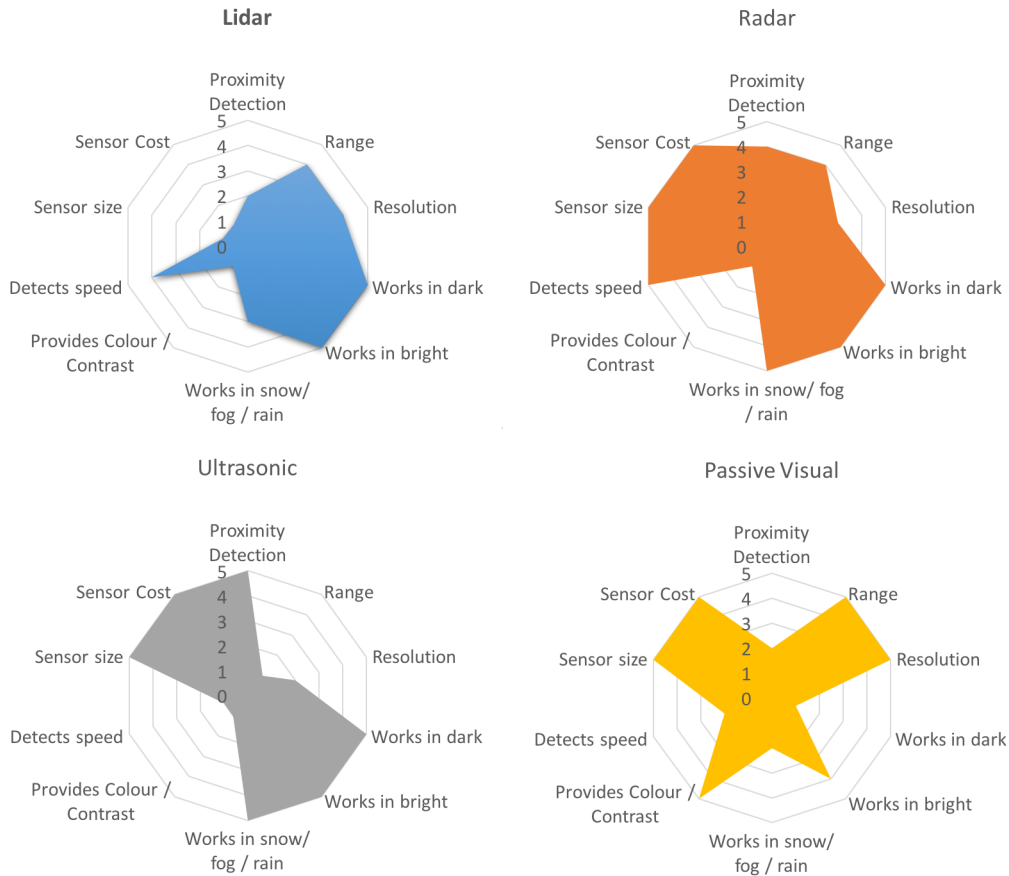 Lidar
Proximity
Detection
5
4
3
2
1
0
Range
Resolution
Works in dark
Works in bright
Works in snow/
fog / rain
Provides Colour /
Contrast
Detects speed
Sensor size
Sensor Cost
Radar
Proximity
Detection
5
4
3
2
1
0
Range
Resolution
Works in dark
Works in bright
Works in snow/ fog
/ rain
Provides Colour /
Contrast
Detects speed
Sensor size
Sensor Cost
Ultrasonic
Proximity
Detection
5
4
3
2
1
0
Range
Resolution
Works in dark
Works in bright
Works in snow/
fog / rain
Provides Colour /
Contrast
Detects speed
Sensor size
Sensor Cost
Passive Visual
Proximity
Detection
5
4
3
2
1
0
Range
Resolution
Works in dark
Works in bright
Works in snow/
fog / rain
Provides Colour /
Contrast
Detects speed
Sensor size
Sensor Cost